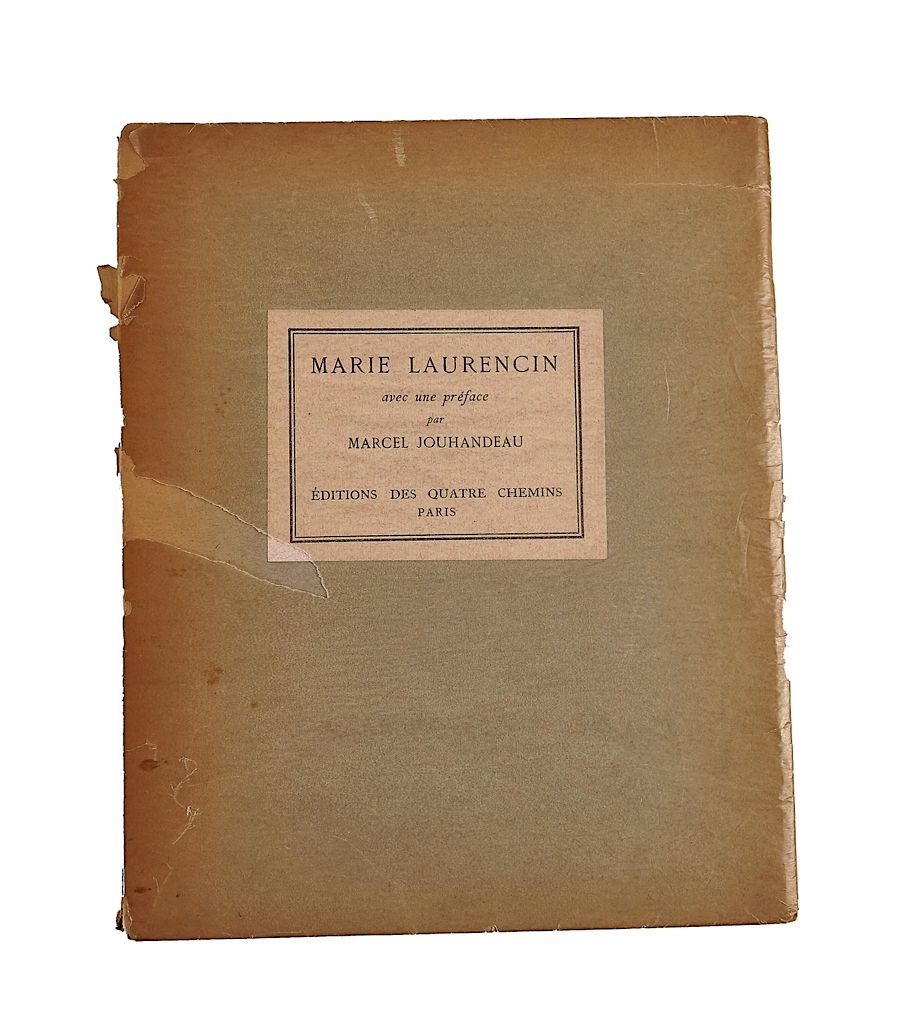 MARIE LAURENCIN
avec une préface
par
MARCEL JOUHANDEAU
ÉDITIONS DES QUATRE CHEMINS
PARIS